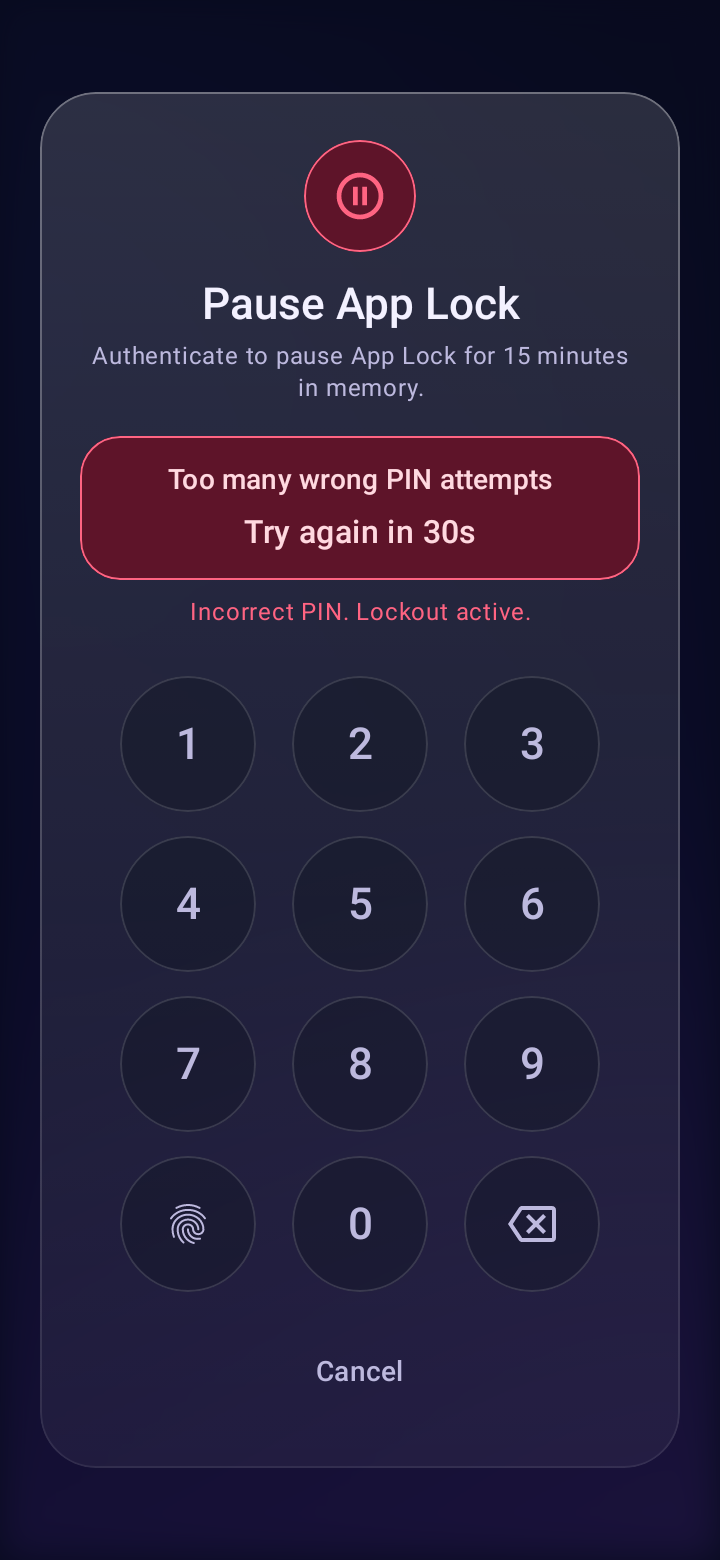 Pause App Lock
Authenticate to pause App Lock for 15 minutes
in memory.
Too many wrong PIN attempts
Try again in 30s
Incorrect PIN. Lockout active.
1 2 3
4 5 6
7 8 9
0
Cancel